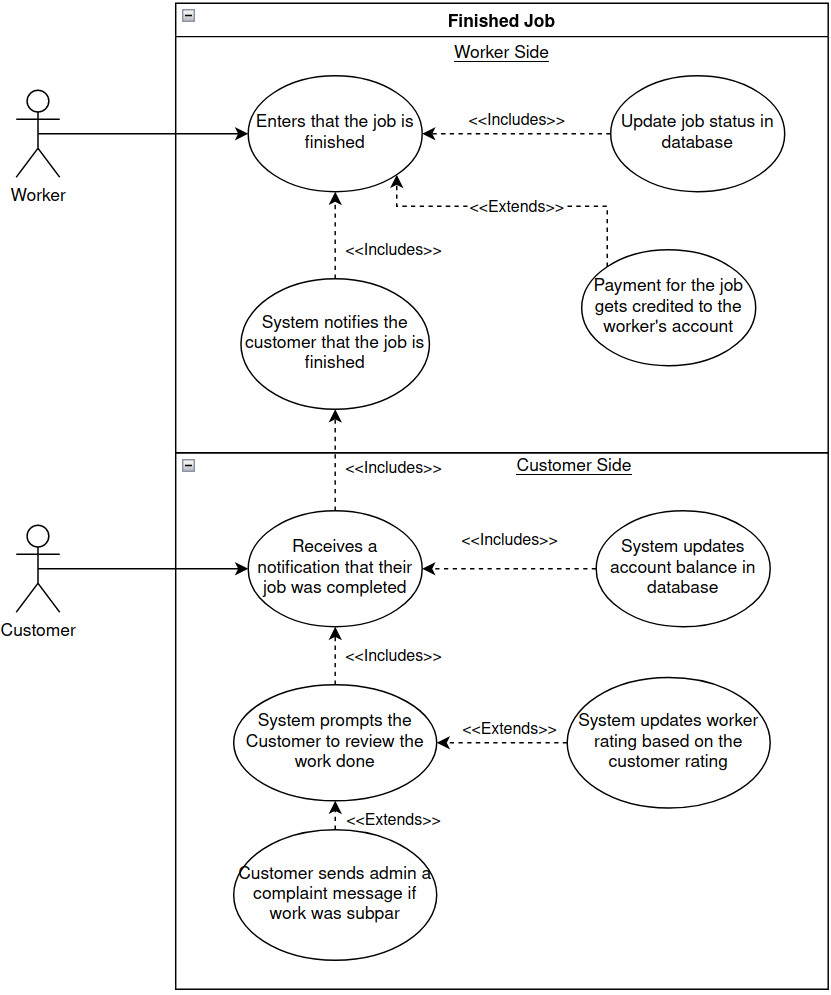 Finished Job
Worker Side
Enters that the job is
finished
<<Includes>>
Update job status in
database
Worker
<<Extends>>
<<Includes>>
Payment for the job
gets credited to the
worker's account
System notifies the
customer that the job is
finished
<<Includes>>
Customer Side
Receives a
notification that their
job was completed
<<Includes>>
System updates
account balance in
database
Customer
<<Includes>>
System prompts the
Customer to review the
work done
<<Extends>>
System updates worker
rating based on the
customer rating
<<Extends>>
Customer sends admin a
complaint message if
work was subpar